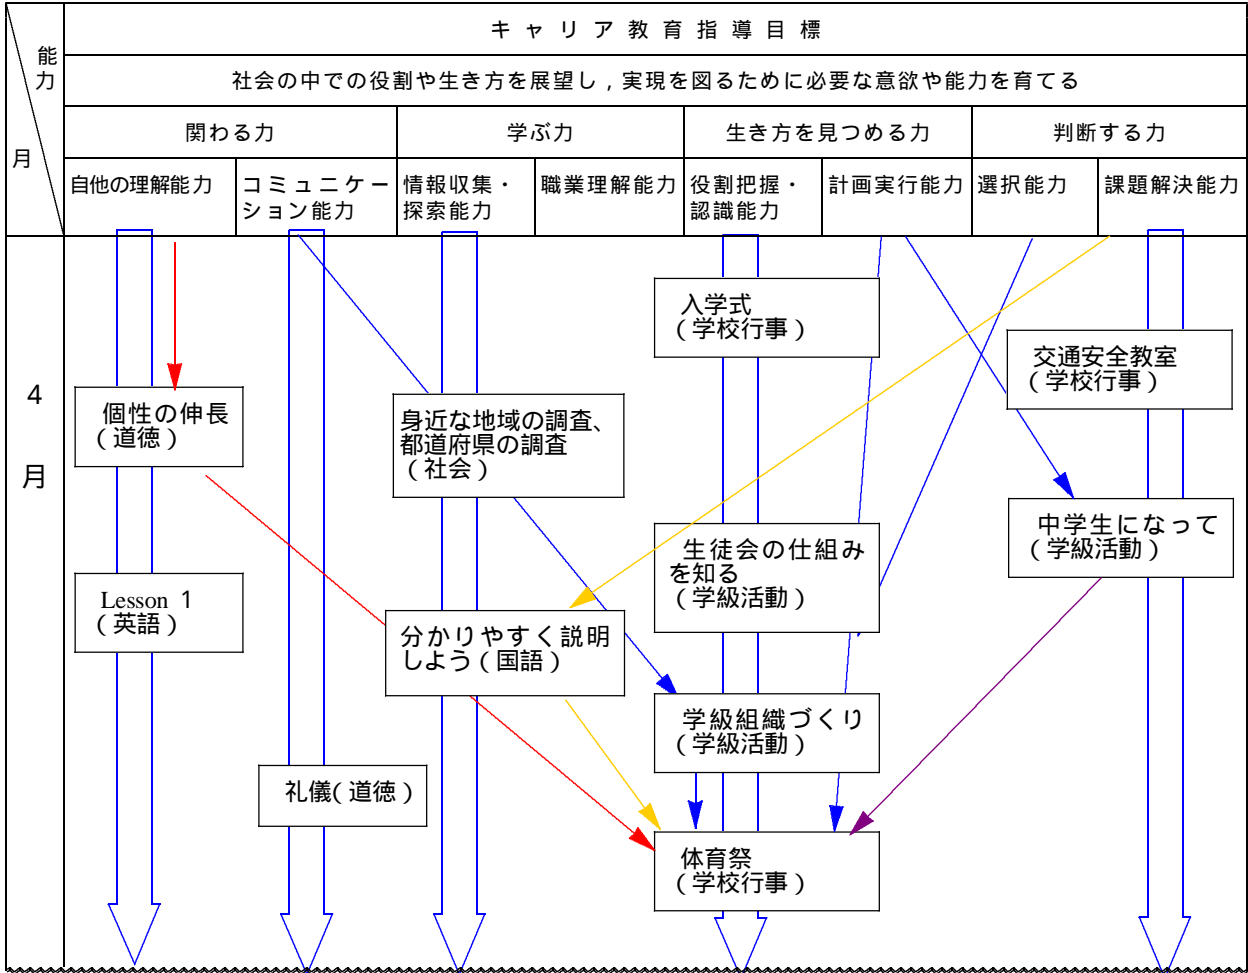 キャリア教育指導目標
能力
月
社会の中での役割や生き方を展望し，実現を図るために必要な意欲や能力を育てる
関わる力
学ぶ力
生き方を見つめる力
判断する力
自他の理解能力
コミュニケー
ション能力
情報収集・
探索能力
職業理解能力
役割把握・
認識能力
計画実行能力
選択能力
課題解決能力
4月
入学式
（学校行事）
交通安全教室
（学校行事）
個性の伸長
（道徳）
身近な地域の調査、
都道府県の調査
（社会）
中学生になって
（学級活動）
生徒会の仕組み
を知る
（学級活動）
Lesson 1
（英語）
分かりやすく説明
しよう（国語）
学級組織づくり
（学級活動）
礼儀（道徳）
体育祭
（学校行事）